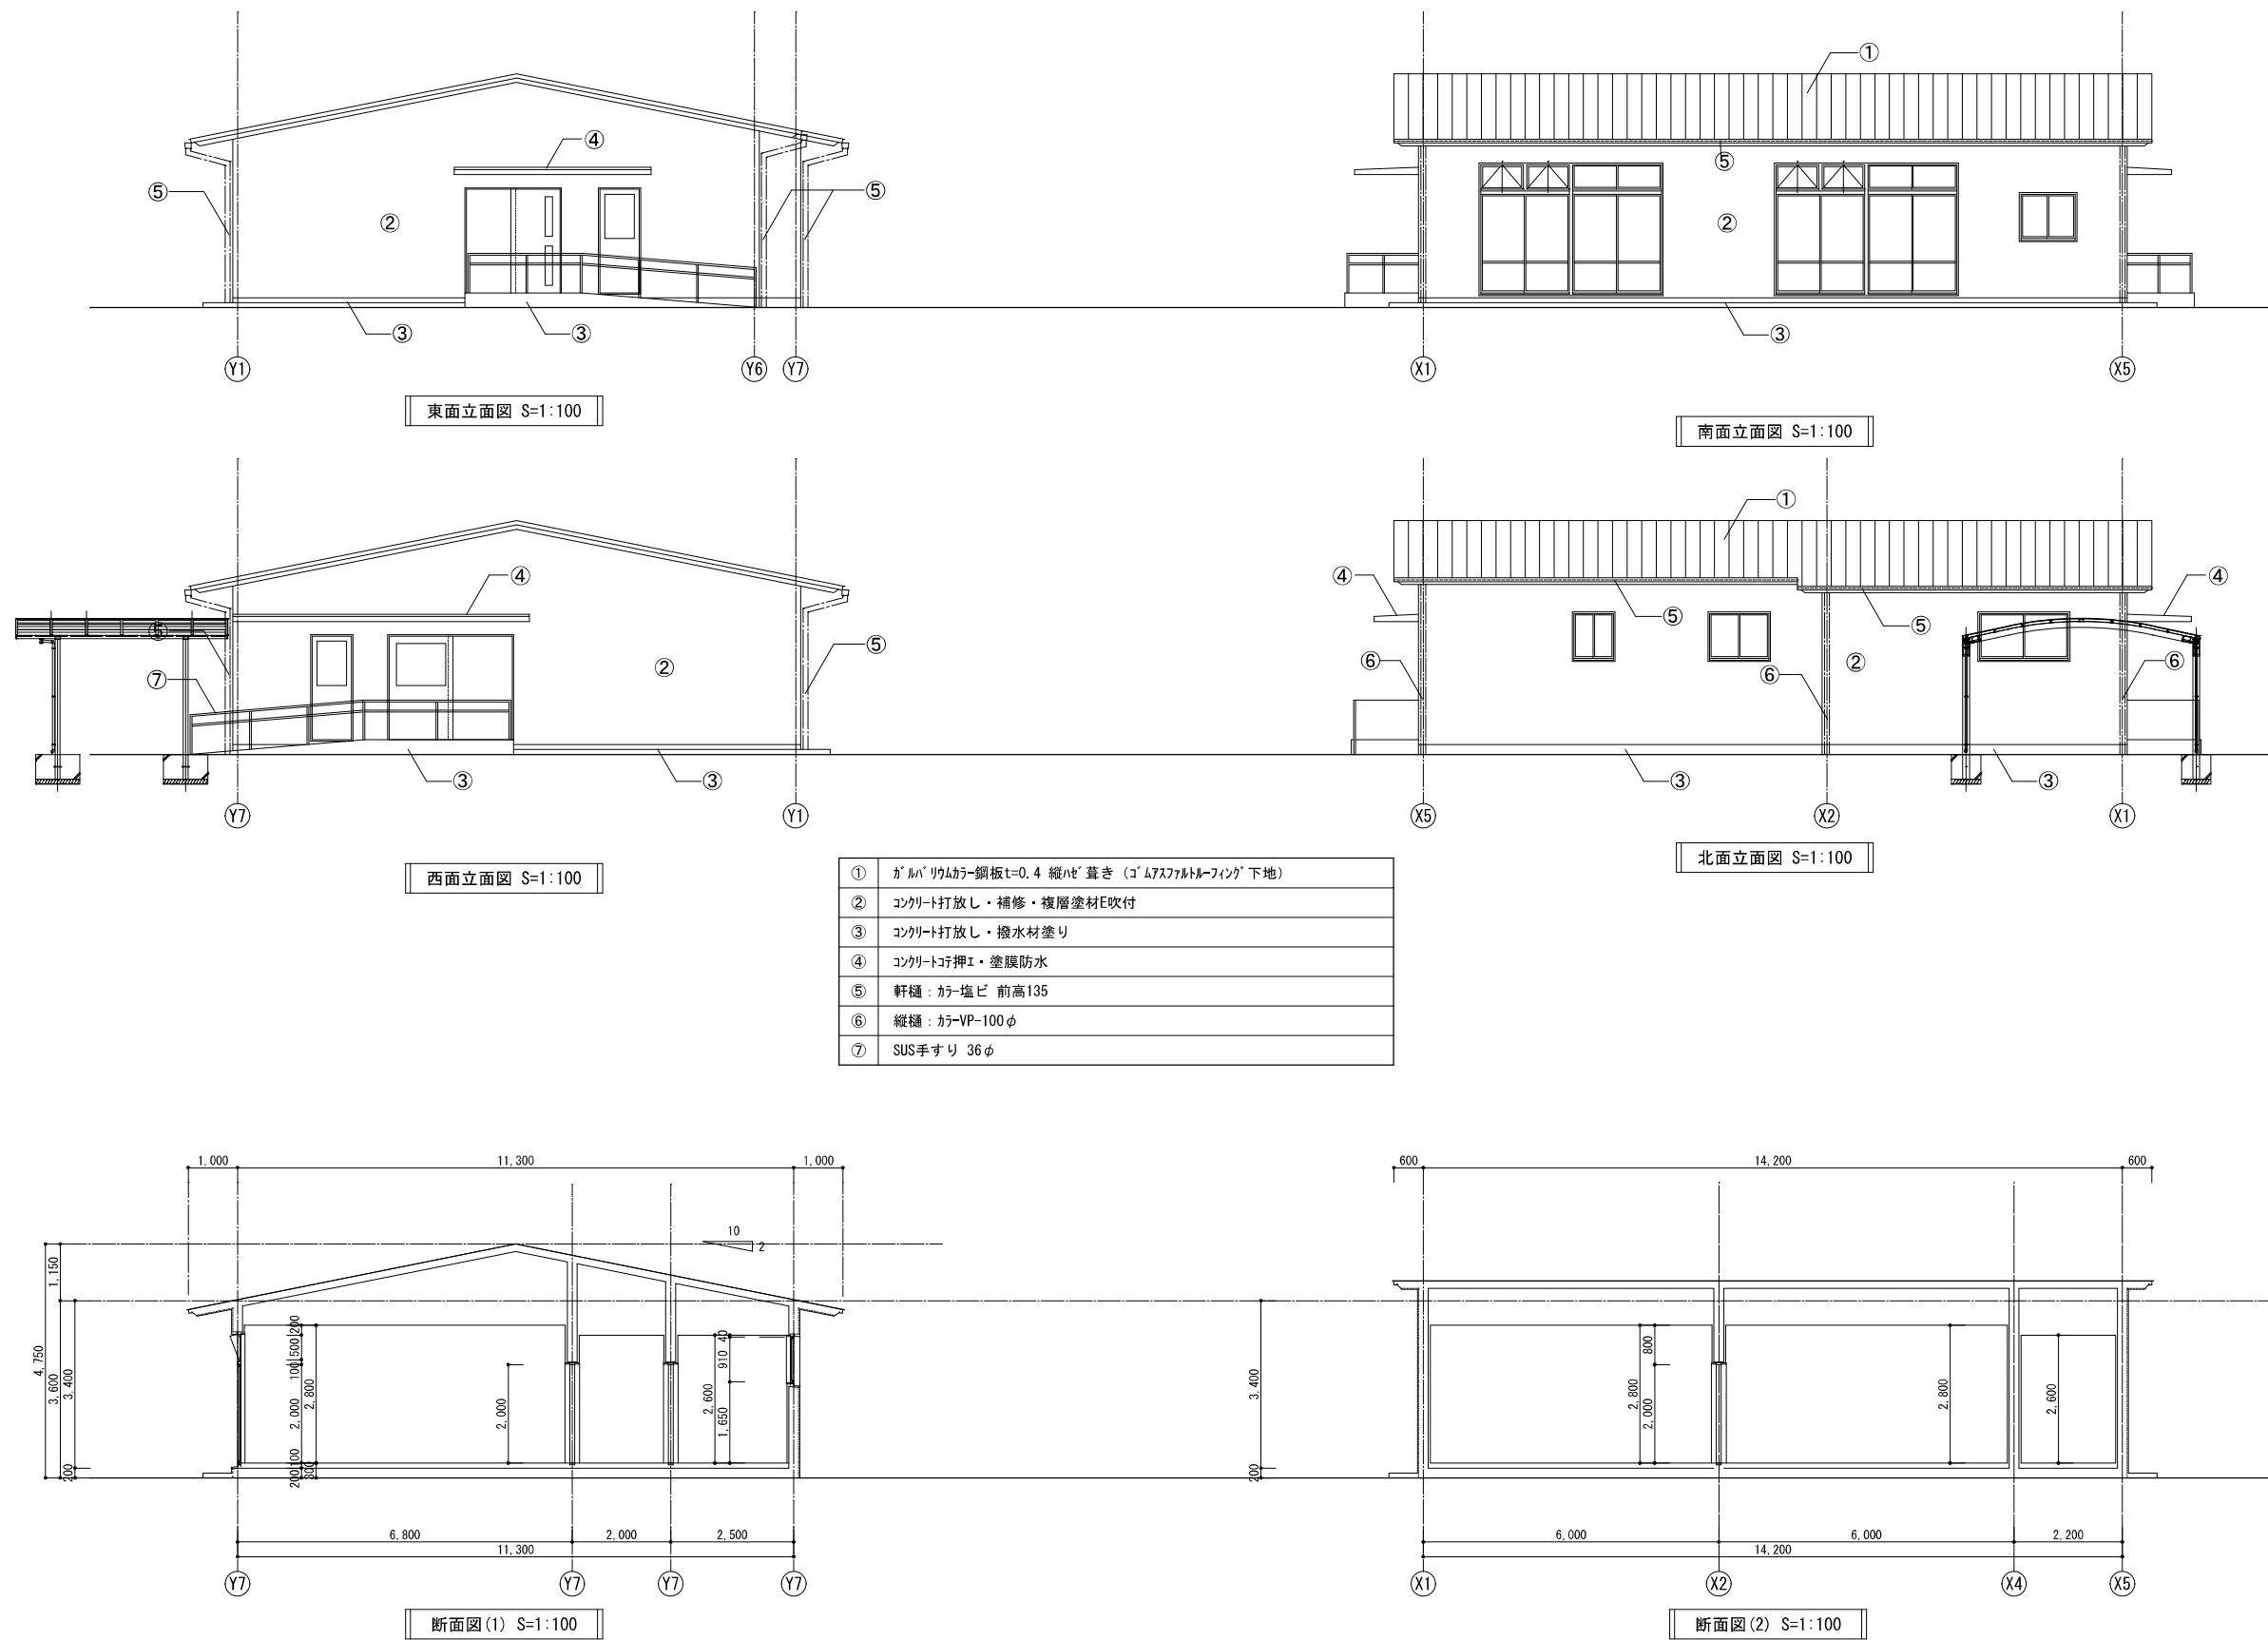 ①
④
⑤
⑤
⑤
②
②
③
③
③
Y1
Y6
Y7
X1
X5
東面立面図 S=1:100
南面立面図 S=1:100
①
④
④
④
⑤
⑤
⑤
⑤
②
②
⑥
⑥
⑥
⑦
③
③
③
③
Y7
Y1
X5
X2
X1
西面立面図 S=1:100
北面立面図 S=1:100
① ガルバリウムカラー鋼板t=0.4 縦ハゼ葺き (ゴムアスファルトルーフィング下地)
② コンクリート打放し・補修・複層塗材E吹付
③ コンクリート打放し・撥水材塗り
④ コンクリートコテ押エ・塗膜防水
⑤ 軒樋:カラー塩ビ 前高135
⑥ 縦樋:カラーVP-100φ
⑦ SUS手すり 36φ
1,000
11,300
1,000
10
2
1,150
4,750
3,600
3,400
200
200
500
100
2,000
100
200
2,800
300
2,000
2,600
40
910
1,650
6,800
2,000
2,500
11,300
Y7
Y7
Y7
Y7
断面図(1) S=1:100
600
14,200
600
3,400
200
2,800
800
2,000
2,800
2,600
6,000
6,000
2,200
14,200
X1
X2
X4
X5
断面図(2) S=1:100